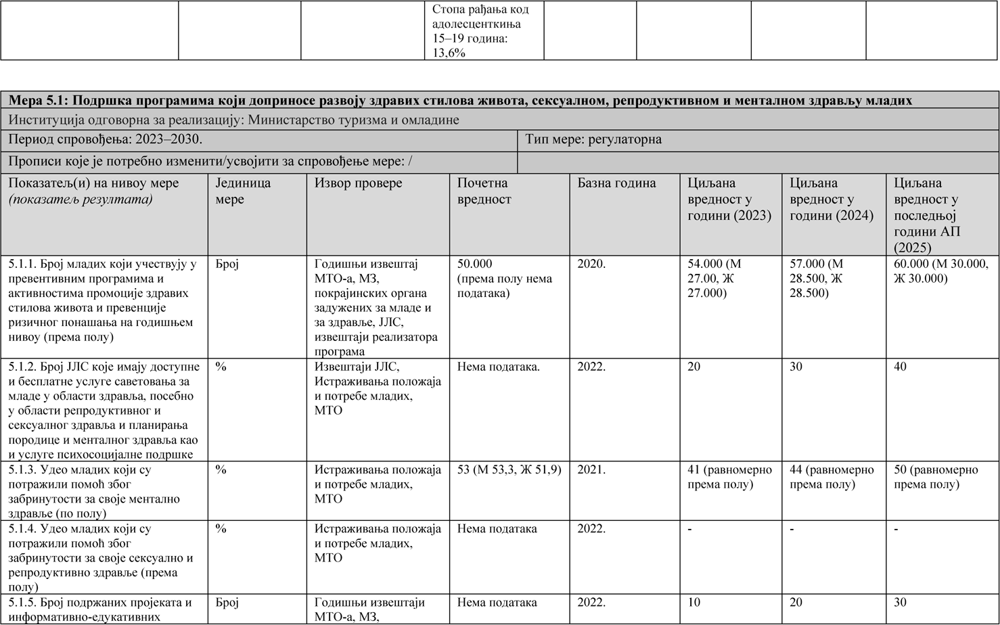 Стопа рађања код
адолесценткиња
15–19 година:
13,6%
Мера 5.1: Подршка програмима који доприносе развоју здравих стилова живота, сексуалном, репродуктивном и менталном здрављу младих
Институција одговорна за реализацију: Министарство туризма и омладине
Период спровођења: 2023–2030.
Тип мере: регулаторна
Прописи које је потребно изменити/усвојити за спровођење мере: /
Показатељ(и) на нивоу мере
(показатељ резултата)
Јединица
мере
Извор провере
Почетна
вредност
Базна година
Циљана
вредност у
години (2023)
Циљана
вредност у
години (2024)
Циљана
вредност у
последњој
години АП
(2025)
5.1.1. Број младих који учествују у
превентивним програмима и
активностима промоције здравих
стилова живота и превенције
ризичног понашања на годишњем
нивоу (према полу)
Број
Годишњи извештај
МТО-а, МЗ,
покрајинских органа
задужених за младе и
за здравље, ЈЛС,
извештаји реализатора
програма
50.000
(према полу нема
података)
2020.
54.000 (М
27.00, Ж
27.000)
57.000 (М
28.500, Ж
28.500)
60.000 (М 30.000,
Ж 30.000)
5.1.2. Број ЈЛС које имају доступне
и бесплатне услуге саветовања за
младе у области здравља, посебно
у области репродуктивног и
сексуалног здравља и планирања
породице и менталног здравља као
и услуге психосоцијалне подршке
%
Извештаји ЈЛС,
Истраживања положаја
и потребе младих,
МТО
Нема података.
2022.
20
30
40
5.1.3. Удео младих који су
потражили помоћ због
забринутости за своје ментално
здравље (по полу)
%
Истраживања положаја
и потребе младих,
МТО
53 (М 53,3, Ж 51,9)
2021.
41 (равномерно
према полу)
44 (равномерно
према полу)
50 (равномерно
према полу)
5.1.4. Удео младих који су
потражили помоћ због
забринутости за своје сексуално и
репродуктивно здравље (према
полу)
%
Истраживања положаја
и потребе младих,
МТО
Нема података
2022.
-
-
-
5.1.5. Број подржаних пројеката и
информативно-едукативних
Број
Годишњи извештаји
МТО-а, МЗ,
Нема података
2022.
10
20
30